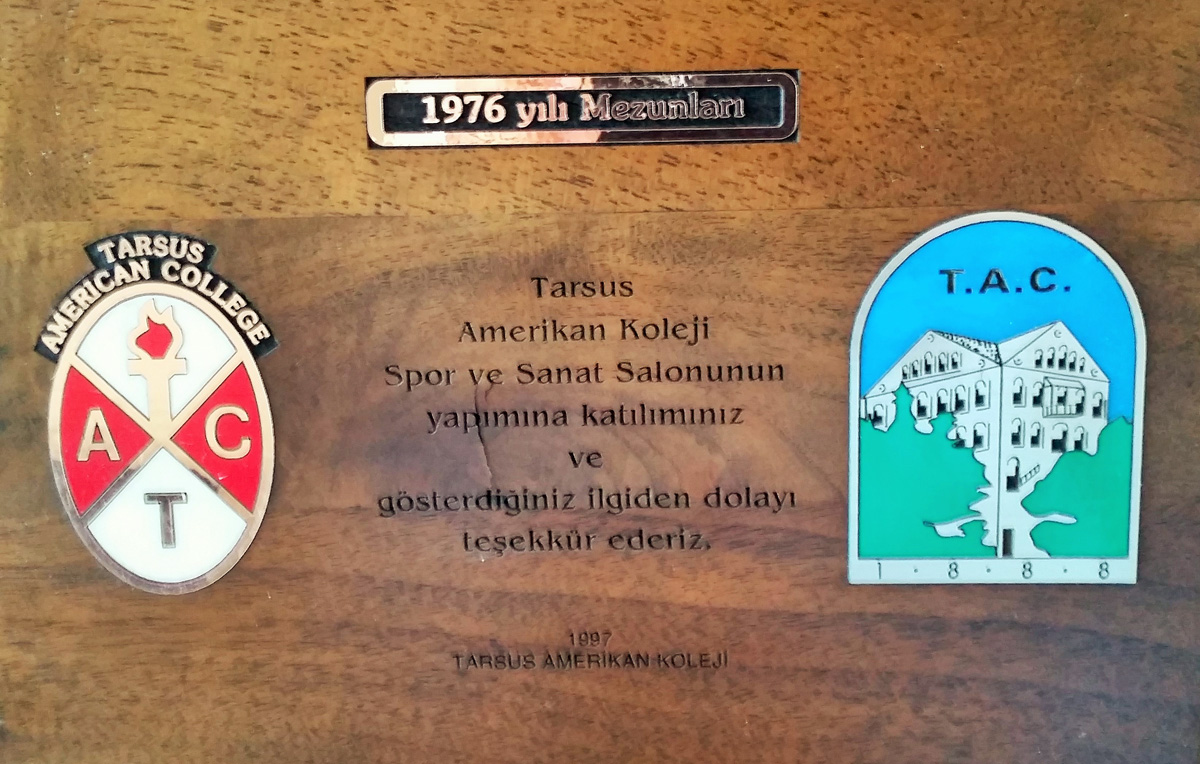 1976 yılı Mezunları
TARSUS
AMERICAN COLLEGE
A C
T
Tarsus
Amerikan Koleji
Spor ve Sanat Salonunun
yapımına katılımınız
ve
gösterdiğiniz ilgiden dolayı
teşekkür ederiz.
1997
TARSUS AMERİKAN KOLEJİ
T.A.C.
1 · 8 · 8 · 8